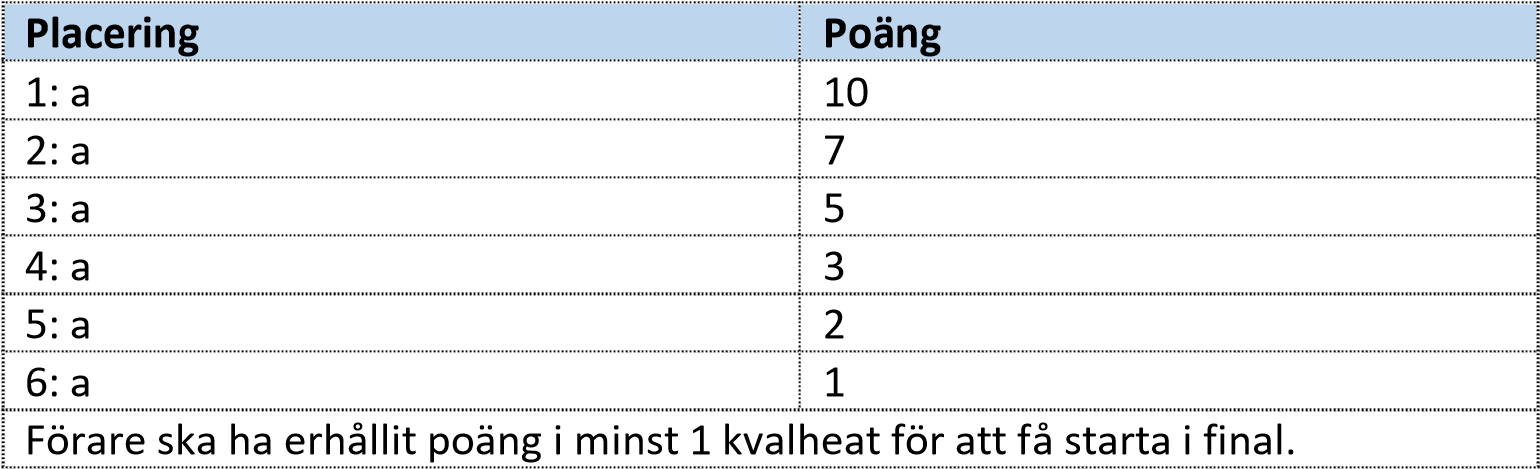 Placering Poäng
1: a 10
2: a 7
3: a 5
4: a 3
5: a 2
6: a 1
Förare ska ha erhållit poäng i minst 1 kvalheat för att få starta i final.